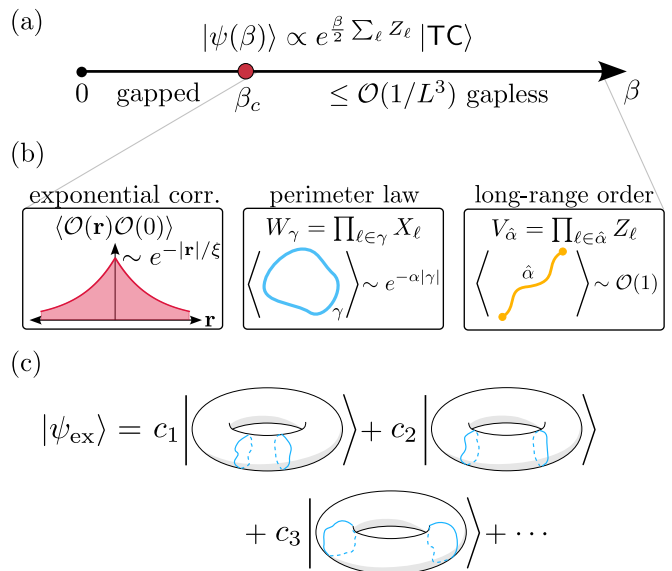 (a)
|ψ(β)⟩ ∝ e^{β/2 ∑_ℓ Z_ℓ} |TC⟩
0 gapped β_c ≤ O(1/L³) gapless β
(b)
exponential corr. perimeter law long-range order
⟨O(r)O(0)⟩ W_γ = ∏_{ℓ∈γ} X_ℓ V_α̂ = ∏_{ℓ∈α̂} Z_ℓ
∼ e^{−|r|/ξ} ⟨ γ ⟩ ∼ e^{−α|γ|} ⟨ α̂ ⟩ ∼ O(1)
r
(c)
|ψ_ex⟩ = c₁ | ⟩ + c₂ | ⟩
+ c₃ | ⟩ + ⋯